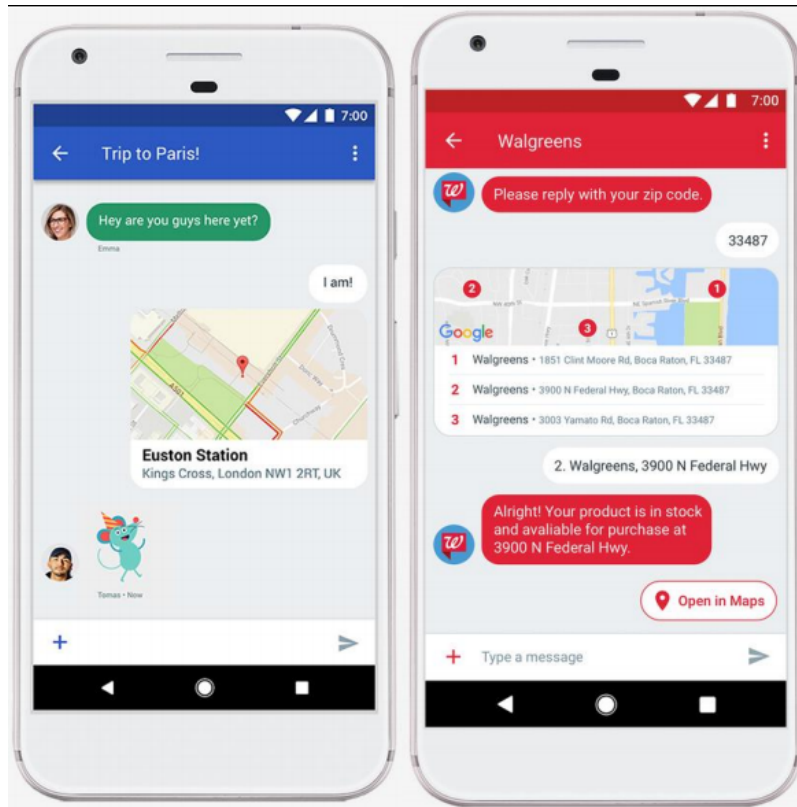 7:00
Trip to Paris!
Hey are you guys here yet?
Emma
I am!
A501
Euston Station
Kings Cross, London NW1 2RT, UK
Tomas • Now
7:00
Walgreens
Please reply with your zip code.
33487
2
1
3
Google
1 Walgreens • 1851 Clint Moore Rd, Boca Raton, FL 33487
2 Walgreens • 3900 N Federal Hwy, Boca Raton, FL 33487
3 Walgreens • 3003 Yamato Rd, Boca Raton, FL 33487
2. Walgreens, 3900 N Federal Hwy
Alright! Your product is in stock
and avaliable for purchase at
3900 N Federal Hwy.
Open in Maps
Type a message